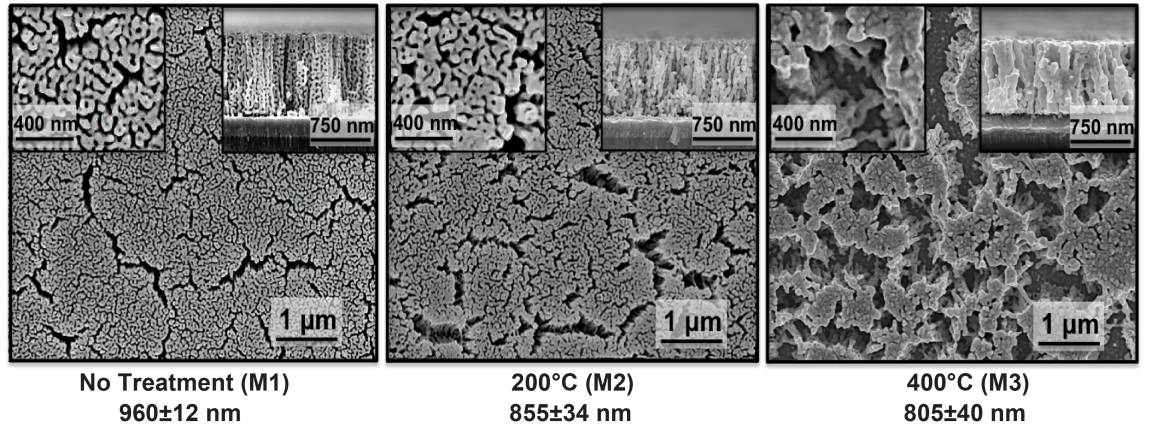 400 nm
750 nm
1 µm
400 nm
750 nm
1 µm
400 nm
750 nm
1 µm
No Treatment (M1)
960±12 nm
200°C (M2)
855±34 nm
400°C (M3)
805±40 nm